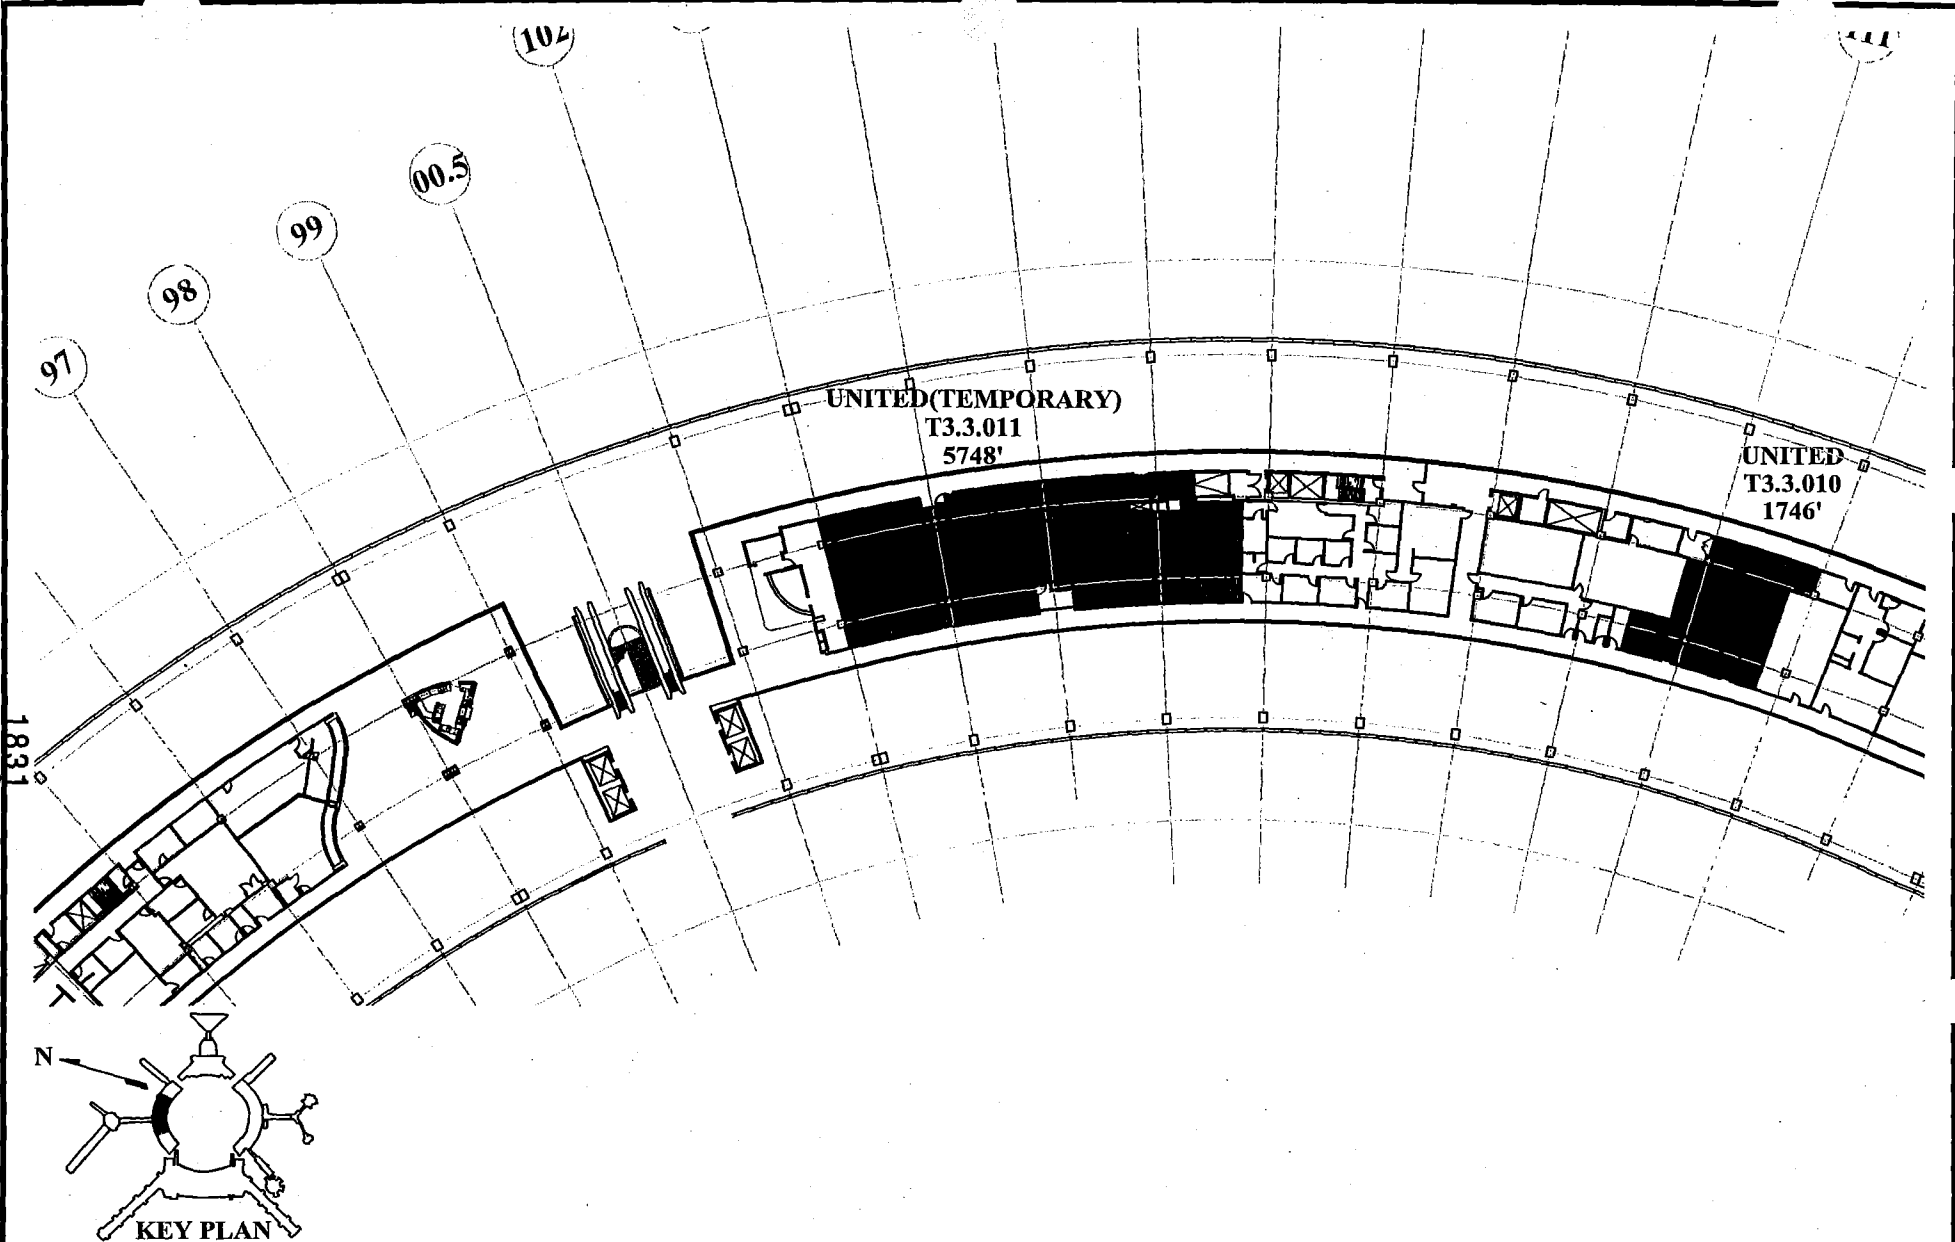 102
111
00.5
99
98
97
UNITED(TEMPORARY)
T3.3.011
5748'
UNITED
T3.3.010
1746'
1831
N
KEY PLAN